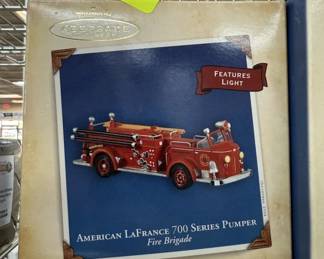 KEEPSAKE
FEATURES
LIGHT
AMERICAN LAFRANCE 700 SERIES PUMPER
Fire Brigade